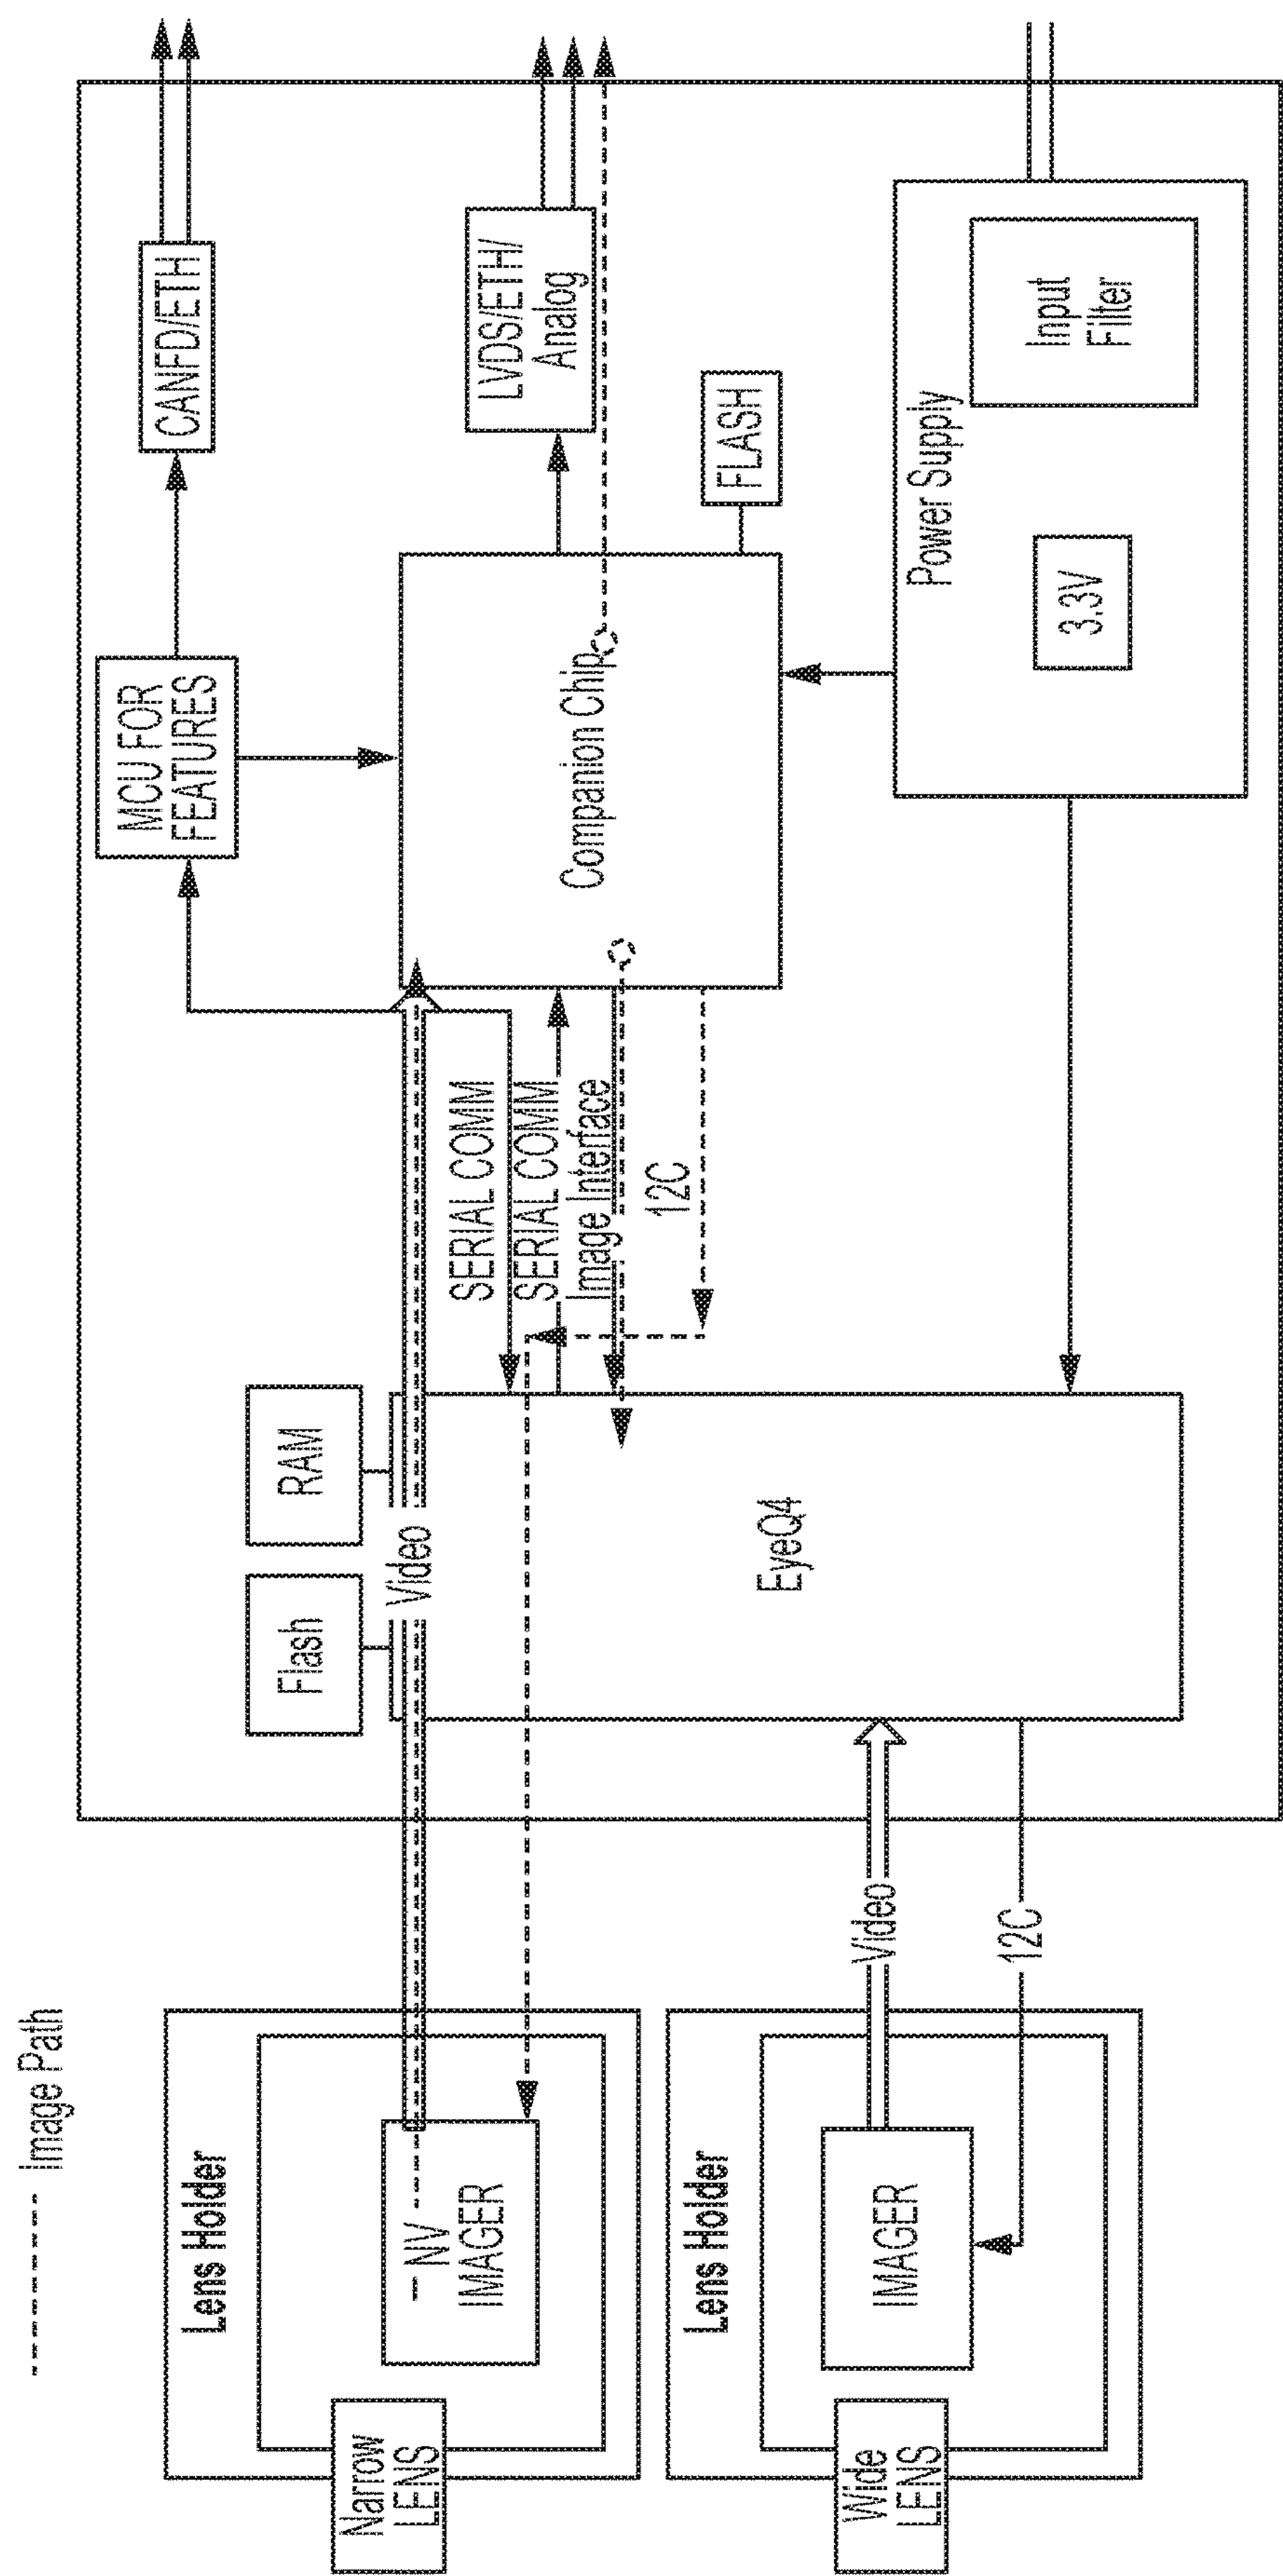 Image Path
Narrow
LENS
Lens Holder
NV
IMAGER
Wide
LENS
Lens Holder
IMAGER
Video
12C
Flash
RAM
Video
EyeQ4
SERIAL COMM
SERIAL COMM
Image Interface
12C
MCU FOR
FEATURES
CANFD/ETH
Companion Chip
LVDS/ETH/
Analog
FLASH
Power Supply
3.3V
Input
Filter